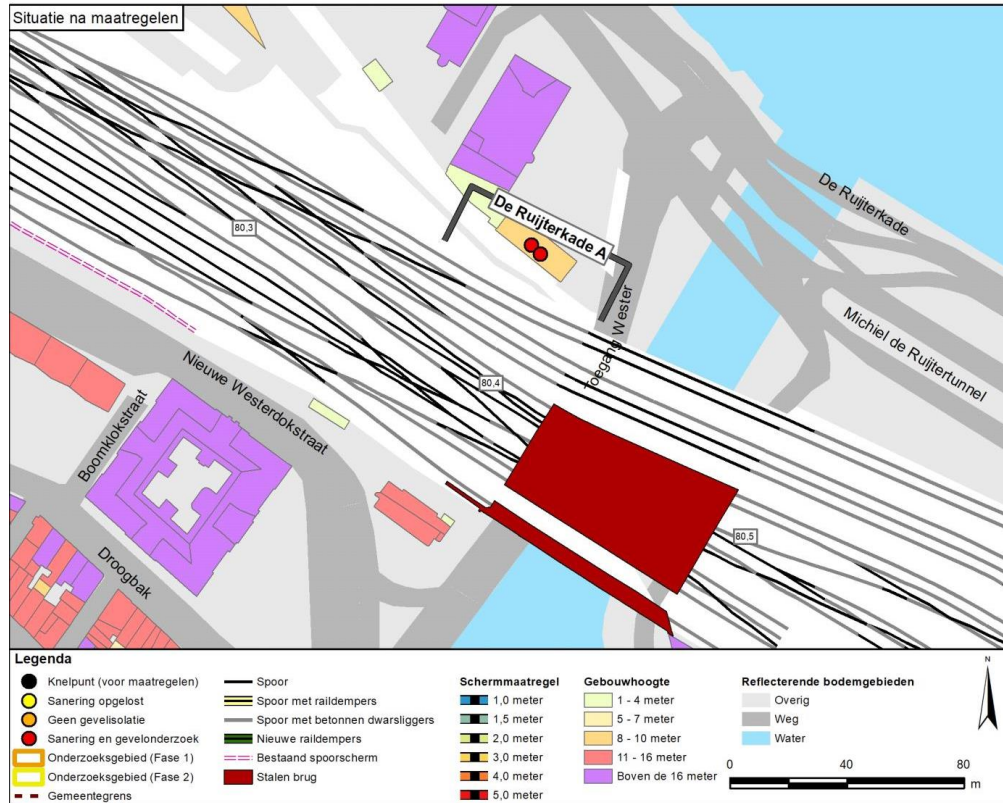 Situatie na maatregelen
De Ruijterkade
De Ruijterkade A
80,3
Toegang Wester
Michiel de Ruijtertunnel
80,4
Nieuwe Westerdokstraat
Boomklokstraat
80,5
Droogbak
Legenda
Knelpunt (voor maatregelen)
Sanering opgelost
Geen gevelisolatie
Sanering en gevelonderzoek
Onderzoeksgebied (Fase 1)
Onderzoeksgebied (Fase 2)
Gemeentegrens
Spoor
Spoor met raildempers
Spoor met betonnen dwarsliggers
Nieuwe raildempers
Bestaand spoorscherm
Stalen brug
Schermmaatregel
1,0 meter
1,5 meter
2,0 meter
3,0 meter
4,0 meter
5,0 meter
Gebouwhoogte
1 - 4 meter
5 - 7 meter
8 - 10 meter
11 - 16 meter
Boven de 16 meter
Reflecterende bodemgebieden
Overig
Weg
Water
N
0 40 80
m